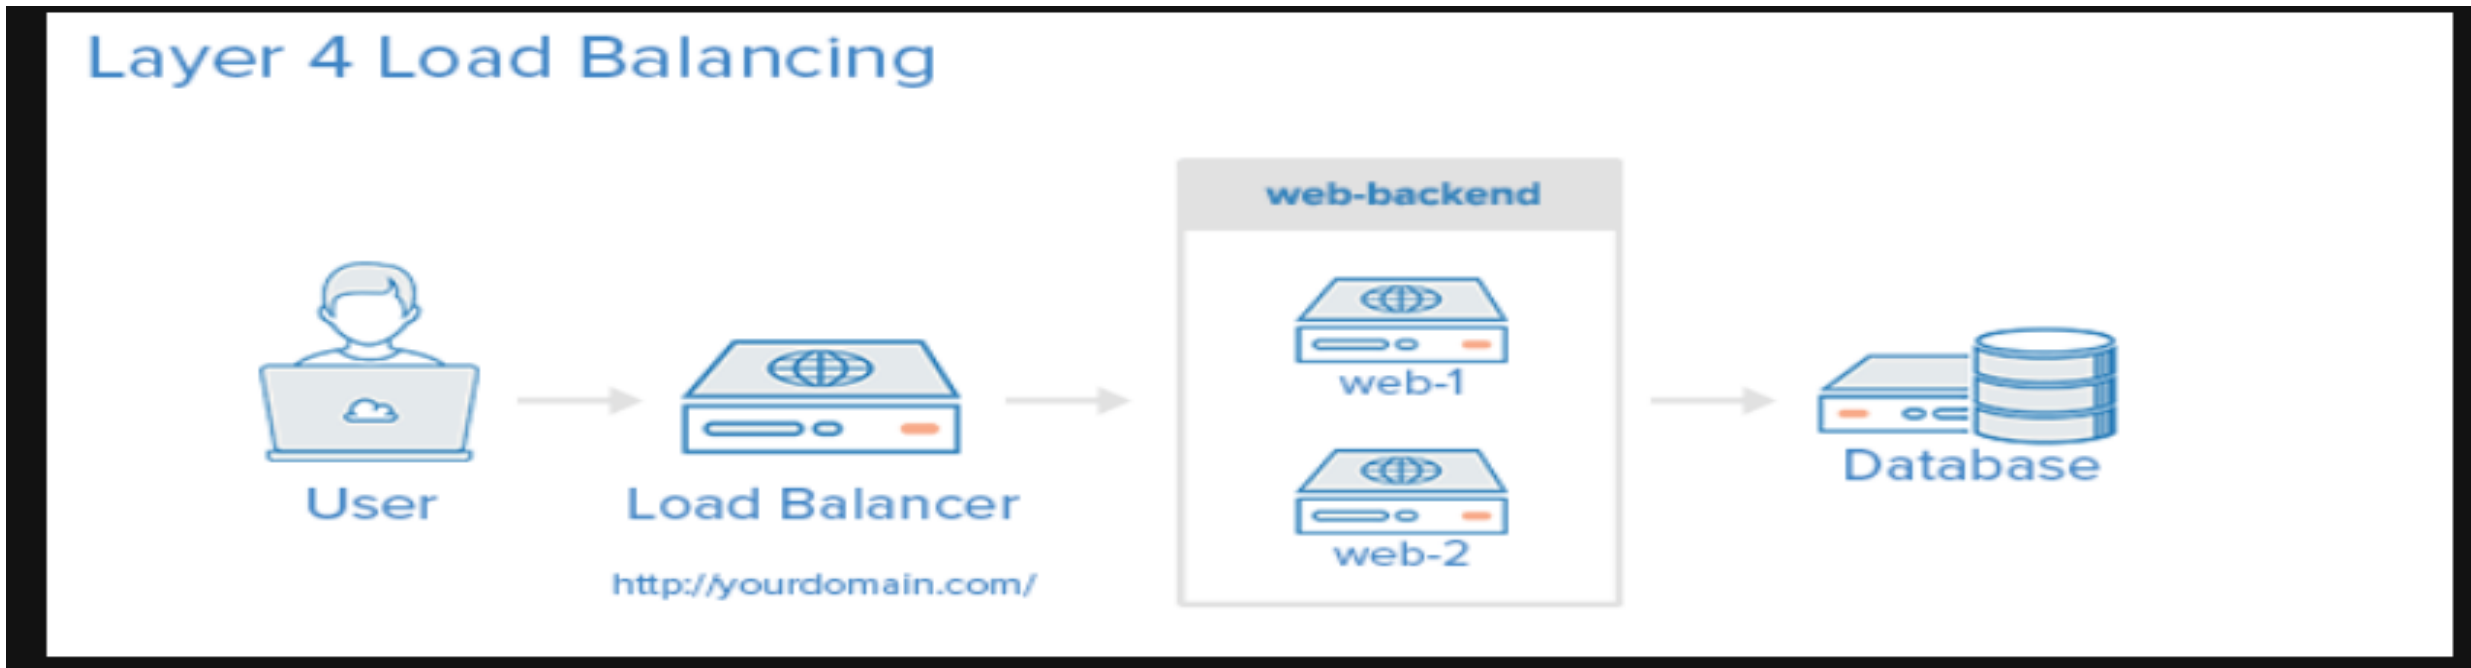 Layer 4 Load Balancing
web-backend
web-1
web-2
User
Load Balancer
http://yourdomain.com/
Database